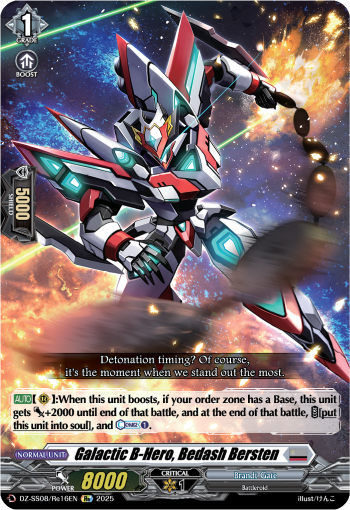 1
GRADE
BOOST
5000
SHIELD
Detonation timing? Of course,
it's the moment when we stand out the most.
AUTO【 】:When this unit boosts, if your order zone has a Base, this unit
gets +2000 until end of that battle, and at the end of that battle, [put
this unit into soul], and 1.
NORMAL UNIT
Galactic B-Hero, Bedash Bersten
POWER 8000
CRITICAL
1
Brandt Gate
Battleroid
DZ-SS08/Re16EN 2025
illust/けんこ